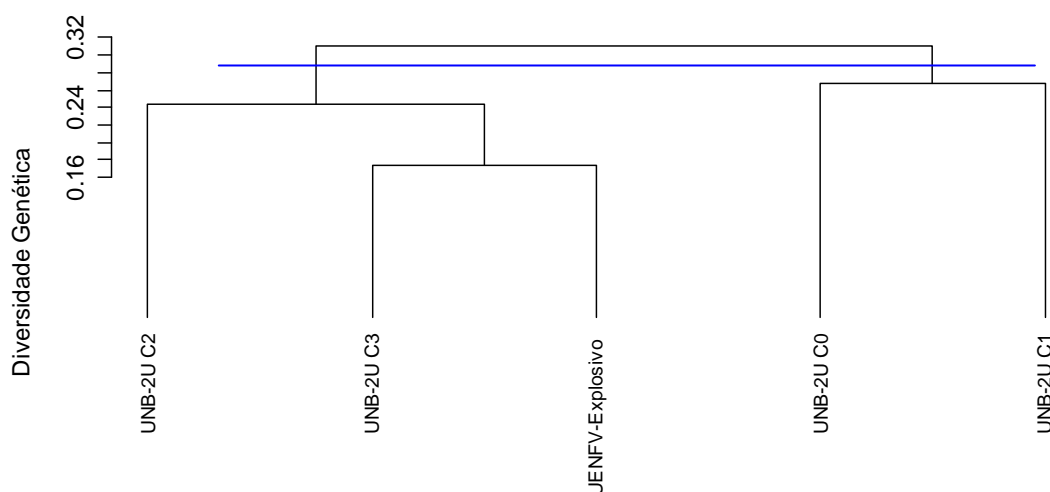 0.32
0.24
0.16
Diversidade Genética
UNB-2U C2
UNB-2U C3
UENFV-Explosivo
UNB-2U C0
UNB-2U C1